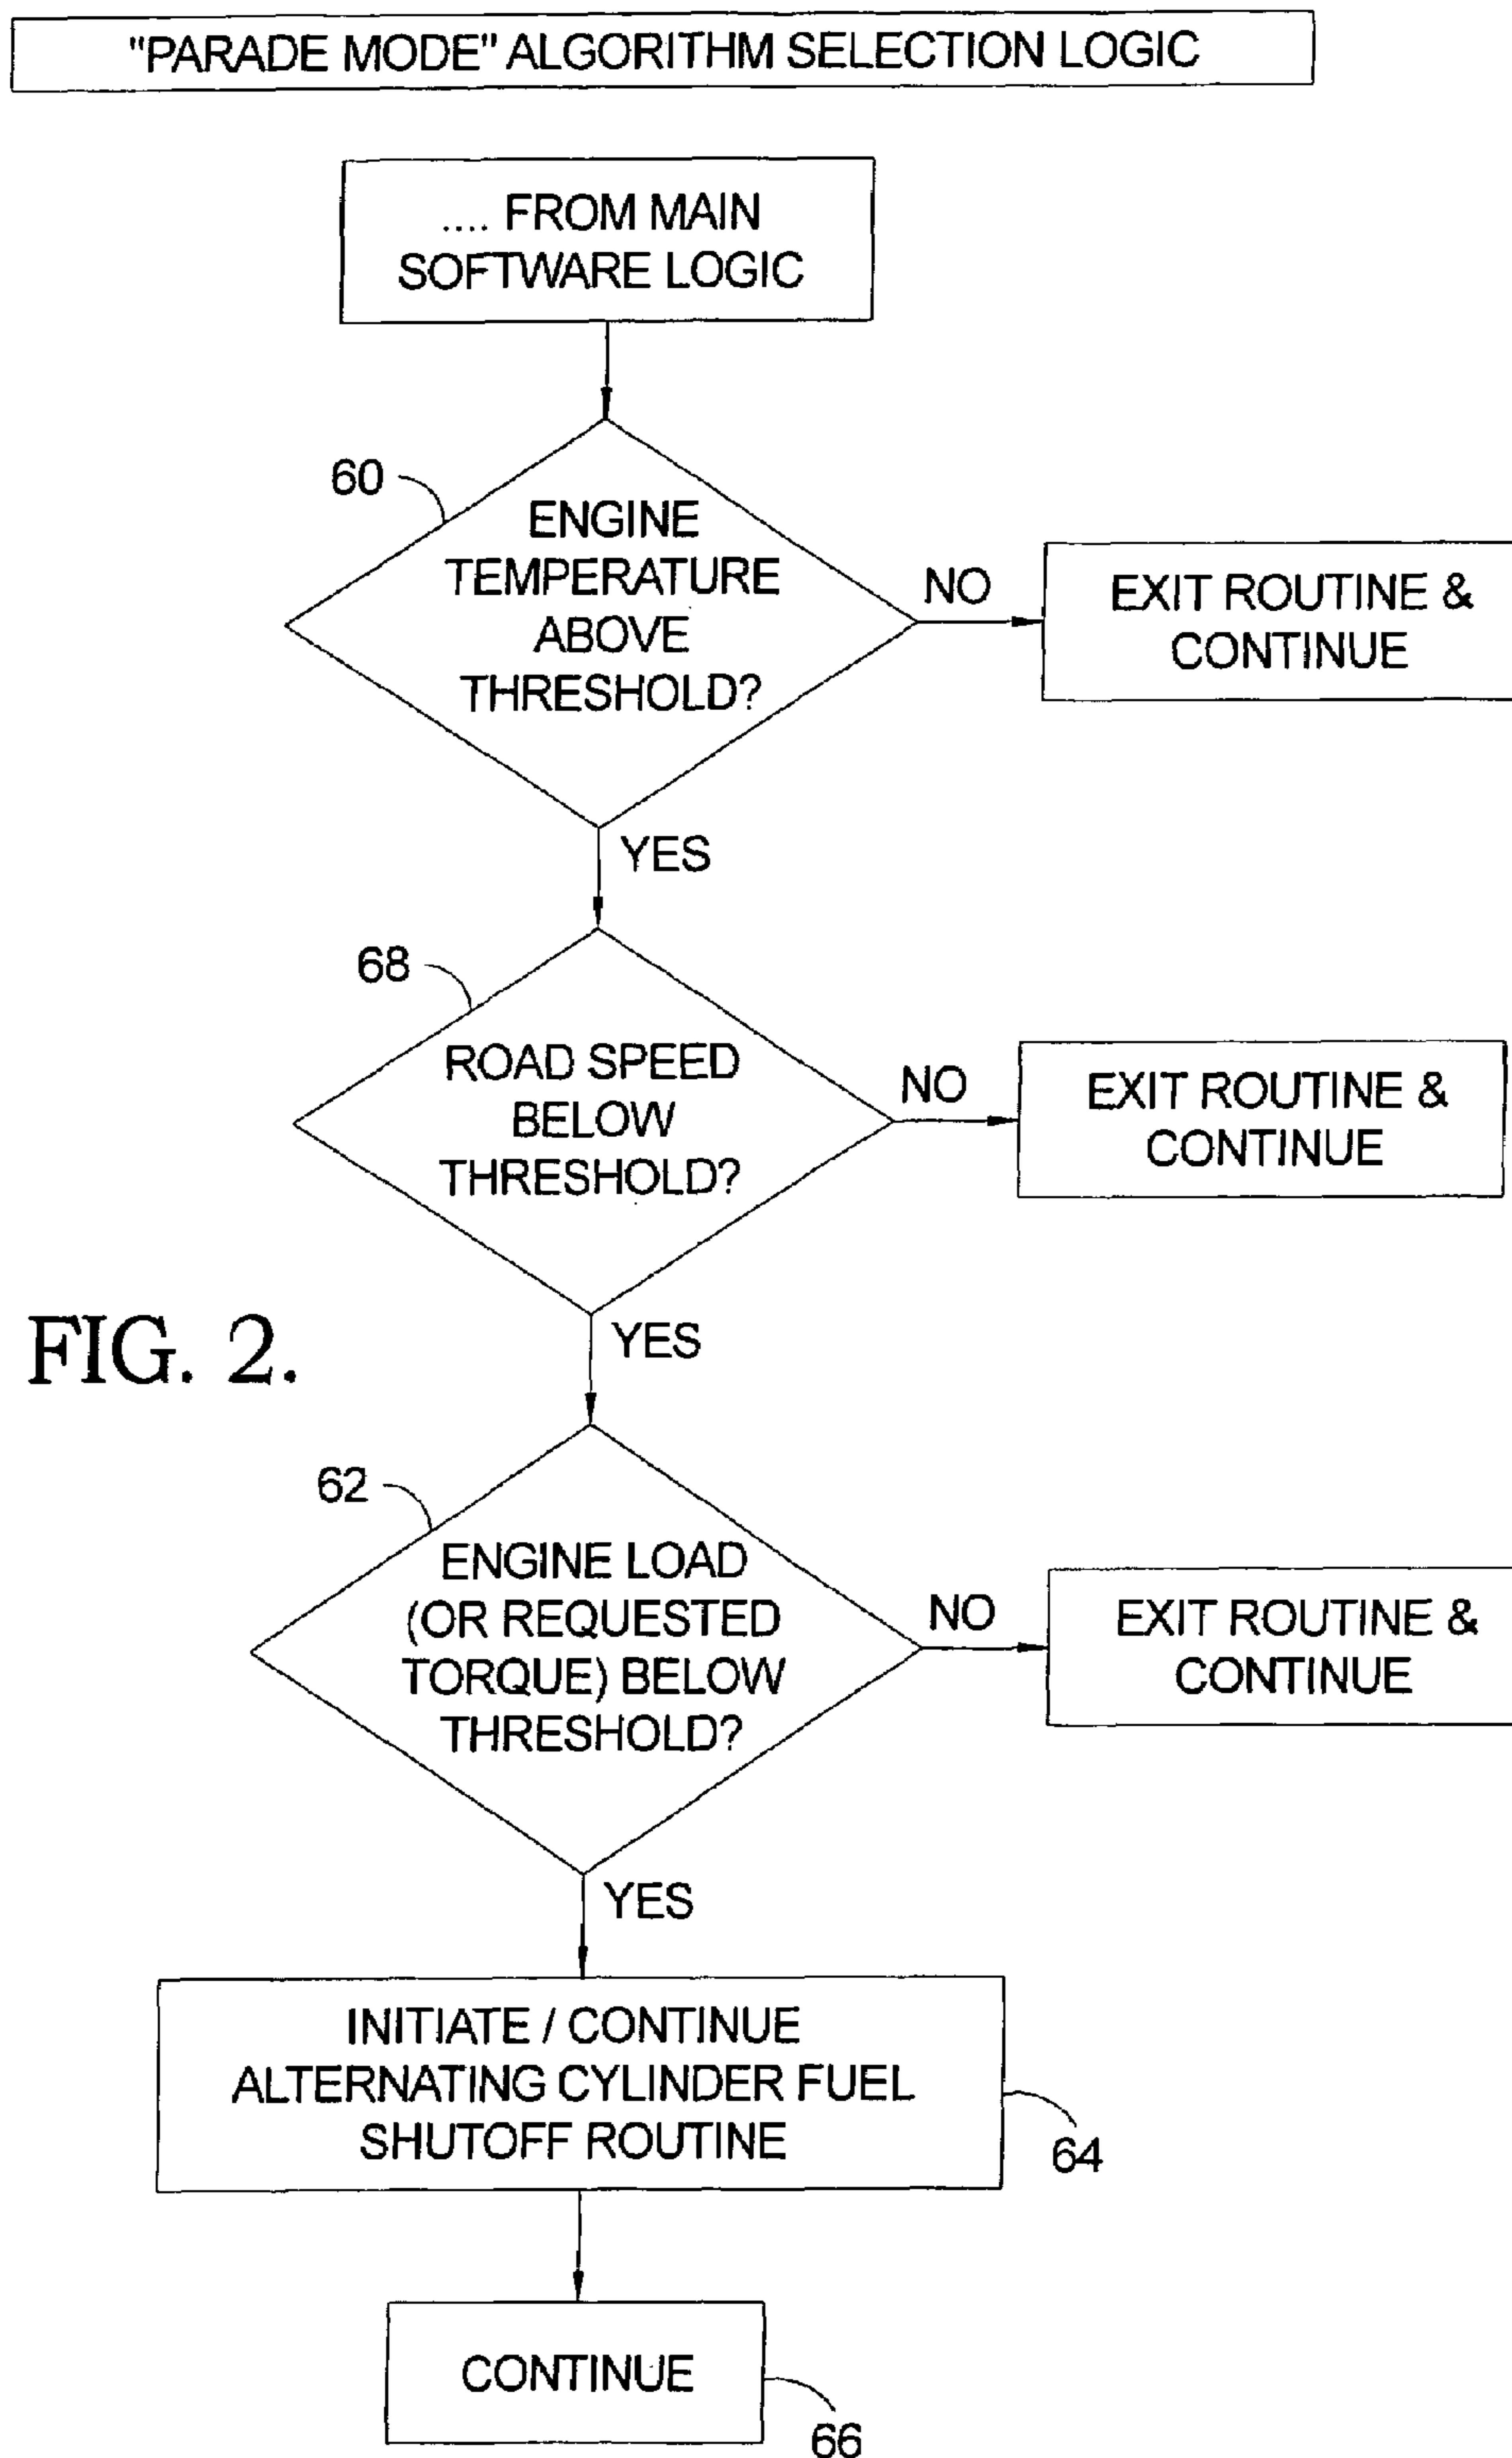 "PARADE MODE" ALGORITHM SELECTION LOGIC
.... FROM MAIN
SOFTWARE LOGIC
60
ENGINE
TEMPERATURE
ABOVE
THRESHOLD?
NO
EXIT ROUTINE &
CONTINUE
YES
68
ROAD SPEED
BELOW
THRESHOLD?
NO
EXIT ROUTINE &
CONTINUE
FIG. 2.
YES
62
ENGINE LOAD
(OR REQUESTED
TORQUE) BELOW
THRESHOLD?
NO
EXIT ROUTINE &
CONTINUE
YES
INITIATE / CONTINUE
ALTERNATING CYLINDER FUEL
SHUTOFF ROUTINE
64
CONTINUE
66